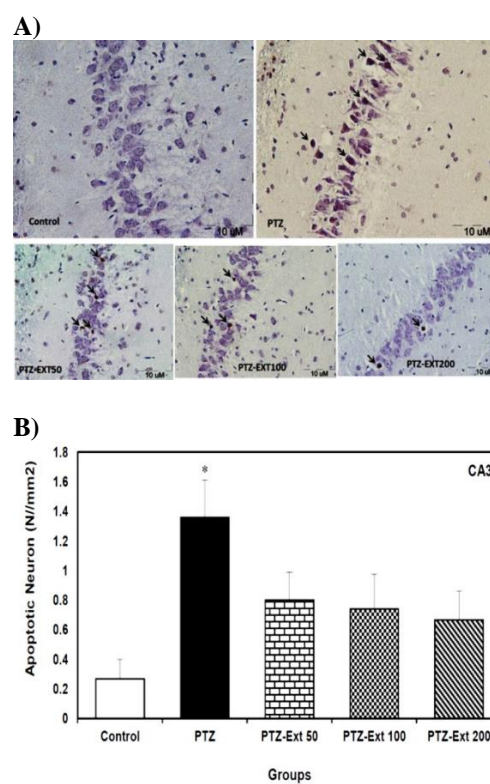 A)
Control
10 uM
PTZ
10 uM
PTZ-EXT50
10 uM
PTZ-EXT100
10 uM
PTZ-EXT200
10 uM
B)
1.8
1.6
1.4
1.2
1
0.8
0.6
0.4
0.2
0
Apoptotic Neuron (N//mm2)
*
CA3
Control PTZ PTZ-Ext 50 PTZ-Ext 100 PTZ-Ext 200
Groups